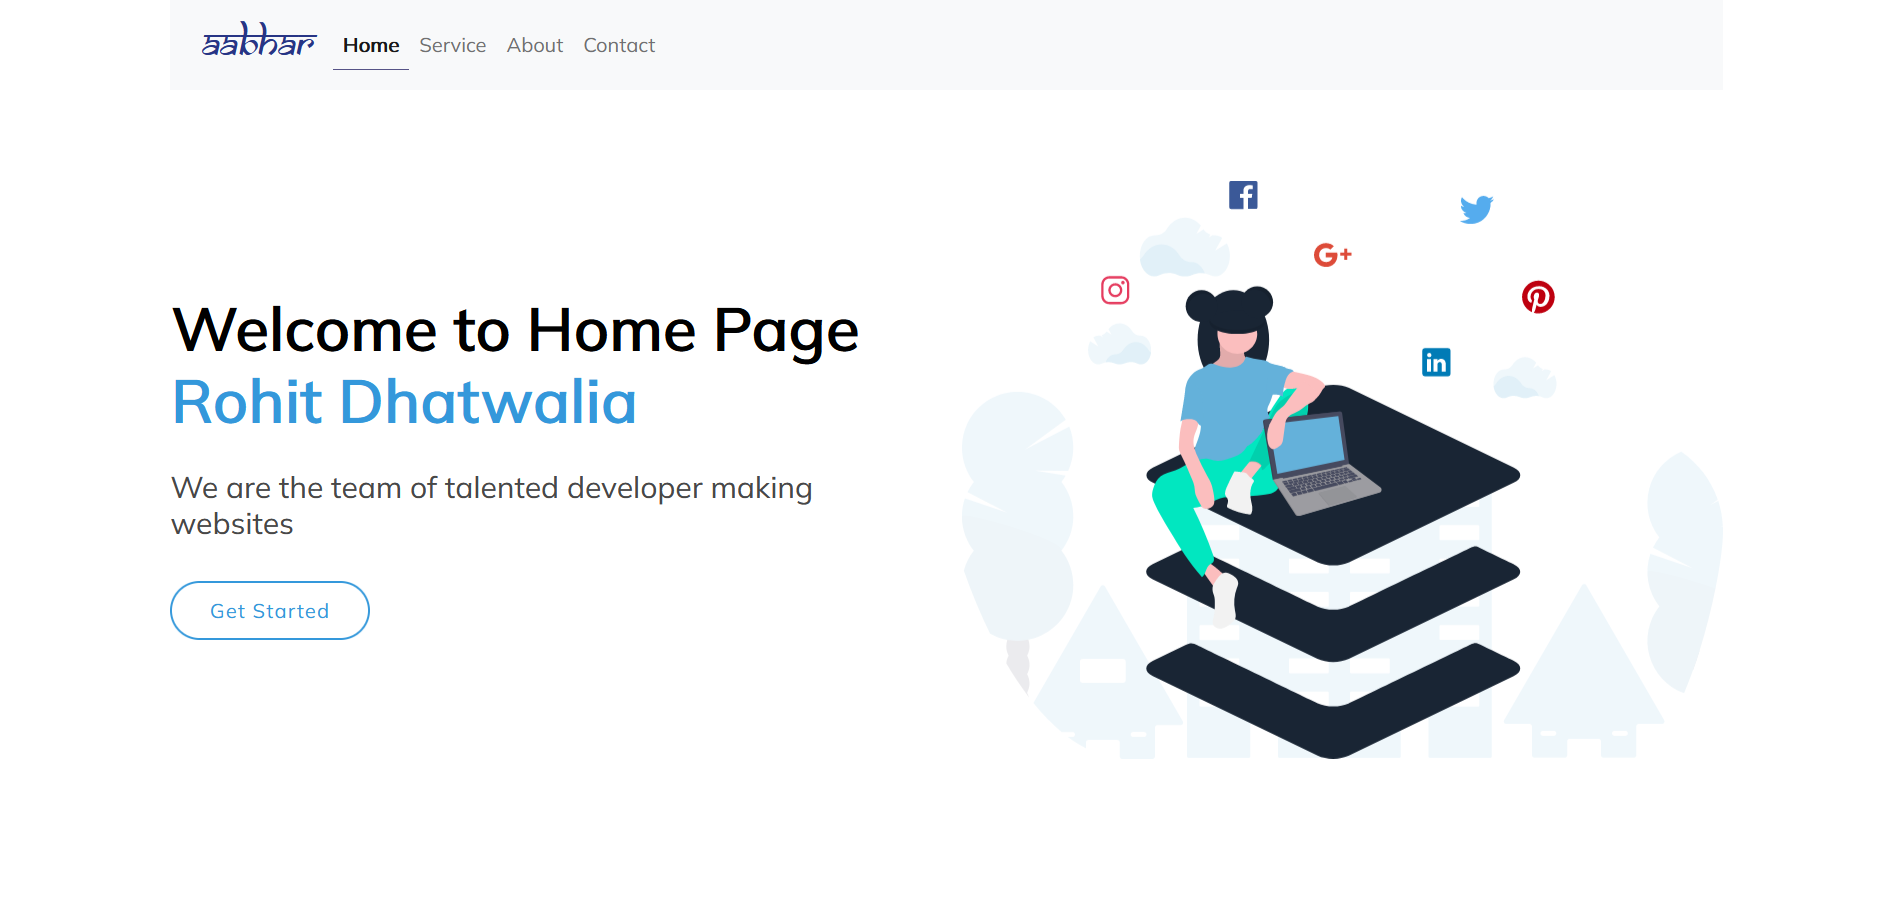 aabhar
Home Service About Contact
Welcome to Home Page
Rohit Dhatwalia
We are the team of talented developer making
websites
Get Started